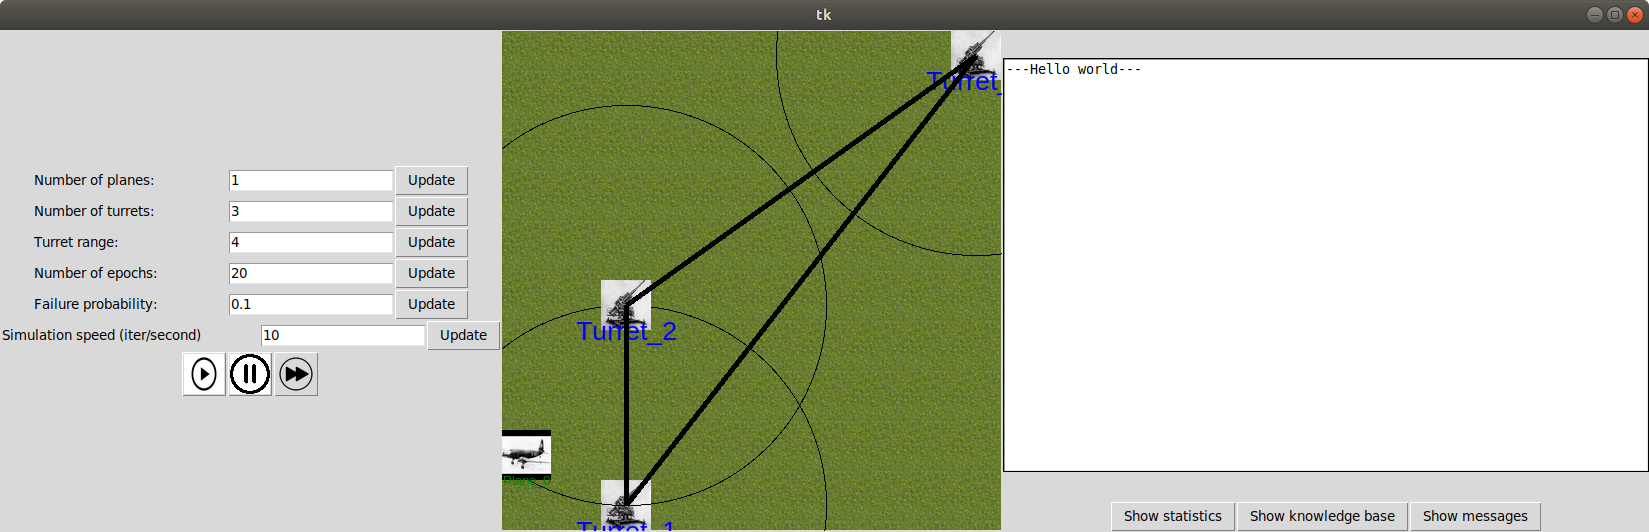 tk
Number of planes: 1 Update
Number of turrets: 3 Update
Turret range: 4 Update
Number of epochs: 20 Update
Failure probability: 0.1 Update
Simulation speed (iter/second) 10 Update
Turret_
Turret_2
Plane_0
Turret_1
---Hello world---
Show statistics Show knowledge base Show messages